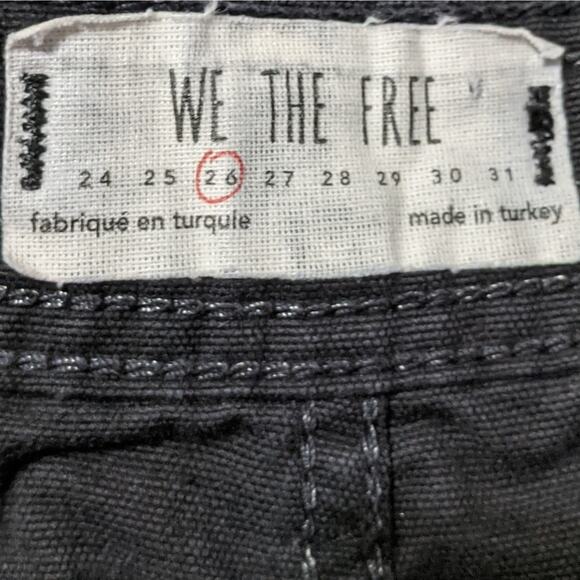 WE THE FREE
24 25 26 27 28 29 30 31
fabriqué en turquie made in turkey